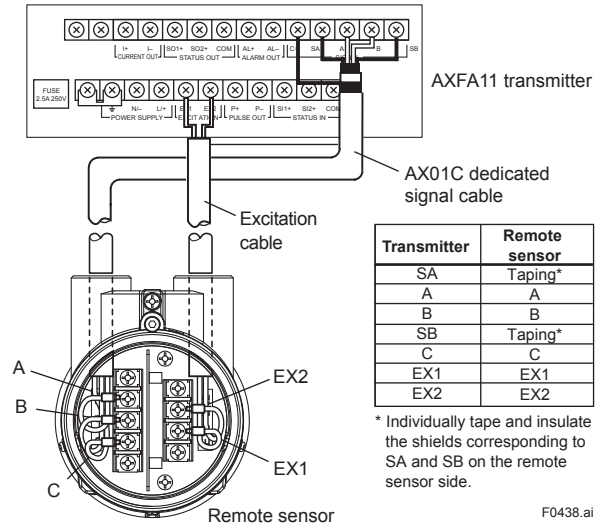 I+ I– SO1+ SO2+ COM AL+ AL– C SA A B SB
CURRENT OUT STATUS OUT ALARM OUT
FUSE
2.5A 250V
N/– L/+ EX1 EX2 P+ P– SI1+ SI2+ COM
POWER SUPPLY EXCITATION PULSE OUT STATUS IN
AXFA11 transmitter
AX01C dedicated
signal cable
Excitation
cable
Transmitter Remote
sensor
SA Taping*
A A
B B
SB Taping*
C C
EX1 EX1
EX2 EX2
* Individually tape and insulate
the shields corresponding to
SA and SB on the remote
sensor side.
A
B
C
EX2
EX1
Remote sensor
F0438.ai